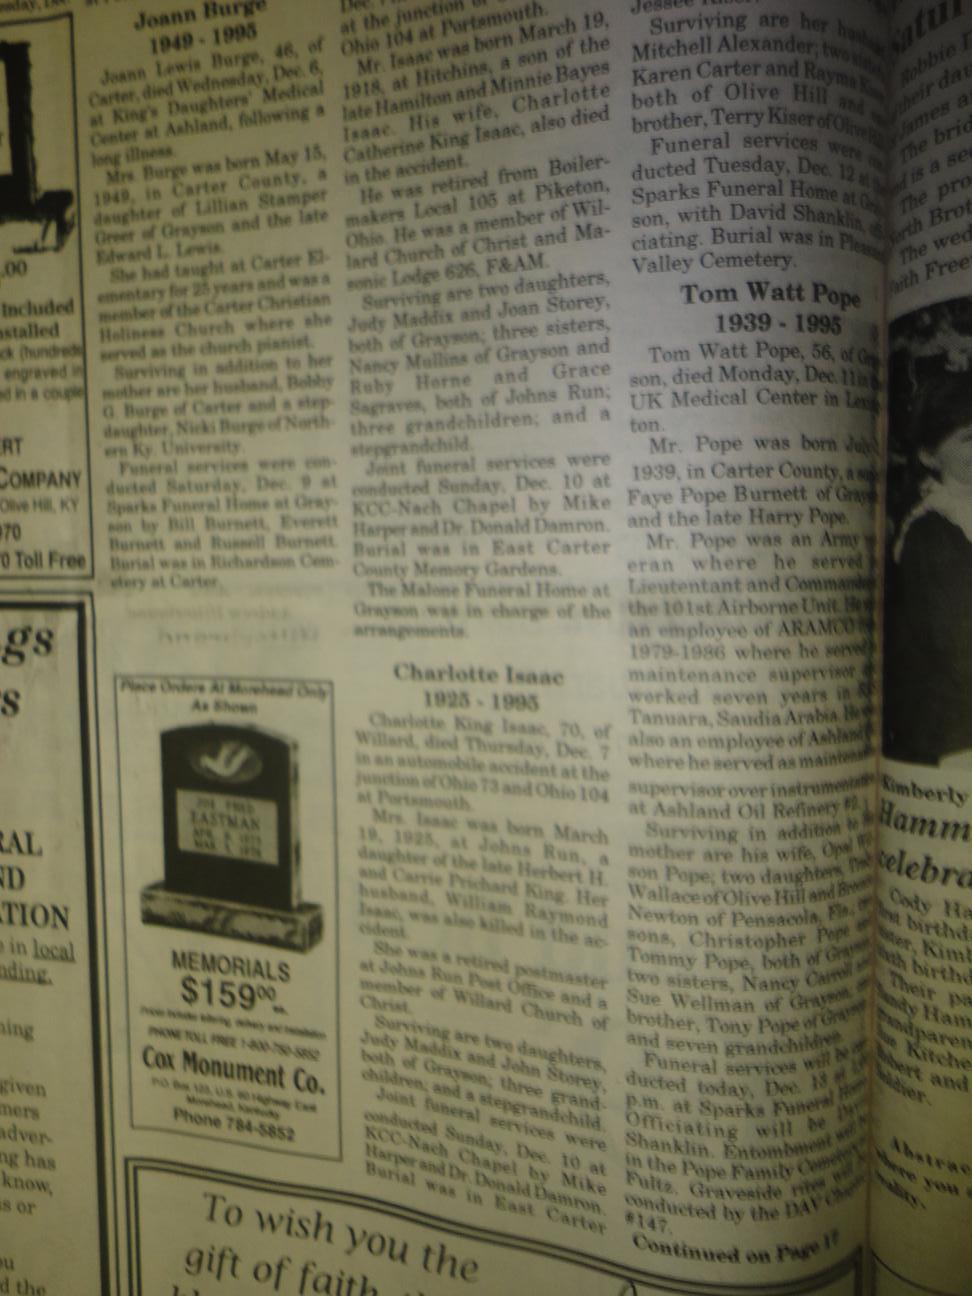 Joann Burge
1949 - 1995
Joann Lewis Burge, 46, of
Carter, died Wednesday, Dec. 6,
at King's Daughters' Medical
Center at Ashland, following a
long illness.
Mrs. Burge was born May 15,
1949, in Carter County, a
daughter of Lillian Stamper
Greer of Grayson and the late
Edward L. Lewis.
She had taught at Carter El-
ementary for 25 years and was a
member of the Carter Christian
Holiness Church where she
served as the church pianist.
Surviving in addition to her
mother are her husband, Bobby
G. Burge of Carter and a step-
daughter, Nicki Burge of North-
ern Ky. University.
Funeral services were con-
ducted Saturday, Dec. 9 at
Sparks Funeral Home at Gray-
son by Bill Burnett, Everett
Burnett and Russell Burnett.
Burial was in Richardson Cem-
etery at Carter.
at the junction of
Ohio 104 at Portsmouth.
Mr. Isaac was born March 19,
1918, at Hitchins, a son of the
late Hamilton and Minnie Bayes
Isaac. His wife, Charlotte
Catherine King Isaac, also died
in the accident.
He was retired from Boiler-
makers Local 105 at Piketon,
Ohio. He was a member of Wil-
lard Church of Christ and Ma-
sonic Lodge 626, F&AM.
Surviving are two daughters,
Judy Maddix and Joan Storey,
both of Grayson; three sisters,
Nancy Mullins of Grayson and
Ruby Horne and Grace
Sagraves, both of Johns Run;
three grandchildren; and a
stepgrandchild.
Joint funeral services were
conducted Sunday, Dec. 10 at
KCC-Nach Chapel by Mike
Harper and Dr. Donald Damron.
Burial was in East Carter
County Memory Gardens.
The Malone Funeral Home at
Grayson was in charge of the
arrangements.
Charlotte Isaac
1925 - 1995
Charlotte King Isaac, 70, of
Willard, died Thursday, Dec. 7
in an automobile accident at the
junction of Ohio 73 and Ohio 104
at Portsmouth.
Mrs. Isaac was born March
19, 1925, at Johns Run, a
daughter of the late Herbert H.
and Carrie Prichard King. Her
husband, William Raymond
Isaac, was also killed in the ac-
cident.
She was a retired postmaster
at Johns Run Post Office and a
member of Willard Church of
Christ.
Surviving are two daughters,
Judy Maddix and John Storey,
both of Grayson; three grand-
children; and a stepgrandchild.
Joint funeral services were
conducted Sunday, Dec. 10 at
KCC-Nach Chapel by Mike
Harper and Dr. Donald Damron.
Burial was in East Carter
Surviving are her
Mitchell Alexander; two
Karen Carter and Rayma
both of Olive Hill and
brother, Terry Kiser of Olive
Funeral services were
ducted Tuesday, Dec. 12
Sparks Funeral Home at
son, with David Shanklin,
ciating. Burial was in
Valley Cemetery.
Tom Watt Pope
1939 - 1995
Tom Watt Pope, 56, of
son, died Monday, Dec. 11
UK Medical Center in
ton.
Mr. Pope was born
1939, in Carter County, a
Faye Pope Burnett of
and the late Harry Pope.
Mr. Pope was an Army
eran where he served
Lieutentant and
the 101st Airborne Unit.
an employee of ARAMCO
1979-1986 where he served
maintenance supervisor
worked seven years in
Tanuara, Saudia Arabia.
also an employee of Ashland
where he served as
supervisor over
at Ashland Oil Refinery
Surviving in addition to
mother are his wife, Opal
son Pope; two daughters,
Wallace of Olive Hill and
Newton of Pensacola, Fla.;
sons, Christopher Pope
Tommy Pope, both of
two sisters, Nancy
Sue Wellman of Grayson,
brother, Tony Pope of
and seven grandchildren.
Funeral services will be
ducted today, Dec. 13
p.m. at Sparks Funeral
Officiating will be
Shanklin. Entombment
in the Pope Family
Fultz. Graveside rites
conducted by the DAV
#147.
Continued on Page 17
.00
Included
COMPANY
Olive Hill, KY
0 Toll Free
in local
given
know,
Place Orders At Morehead Only
As Shown
EASTMAN
MEMORIALS
$159.00
PHONE TOLL FREE 1-800-750-5852
Cox Monument Co.
Morehead, Kentucky
Phone 784-5852
To wish you the
gift of faith
Kimberly
Cody